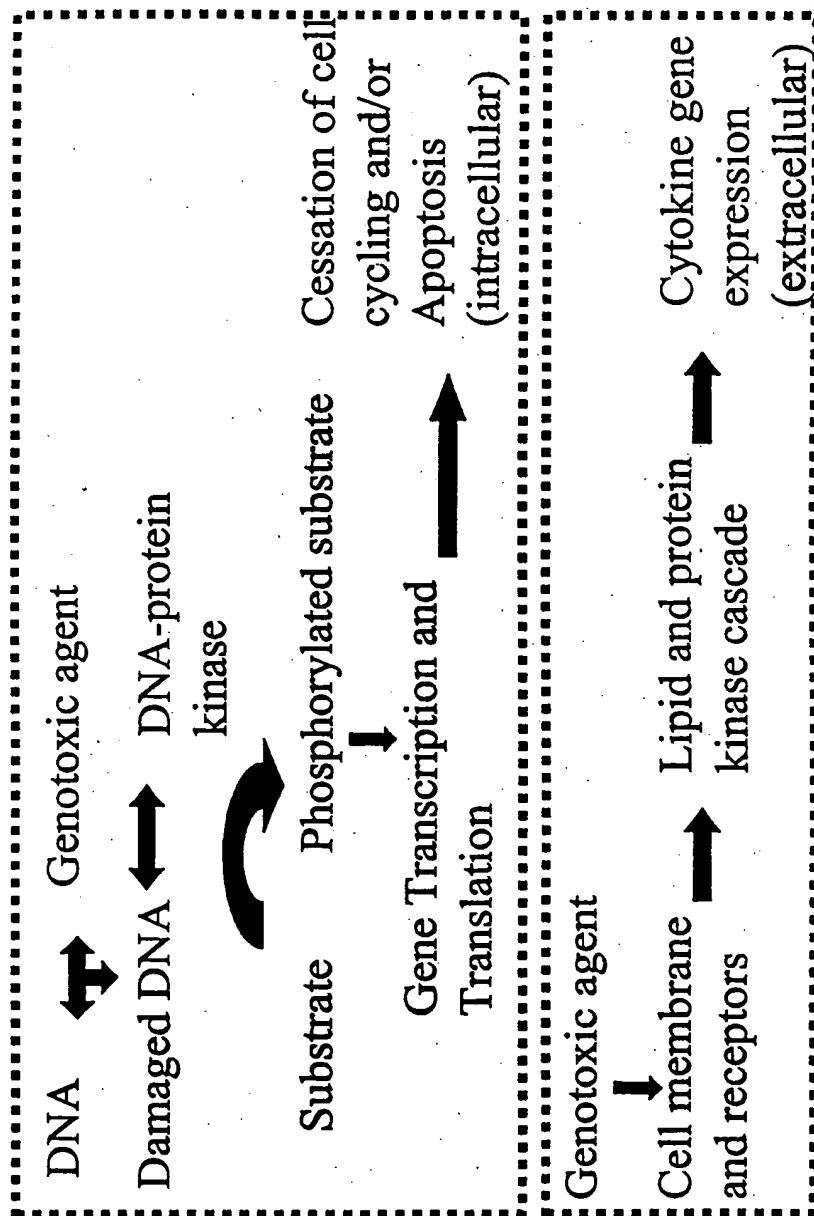 DNA
Genotoxic agent
Damaged DNA
DNA-protein
kinase
Substrate
Phosphorylated substrate
Gene Transcription and
Translation
Cessation of cell
cycling and/or
Apoptosis
(intracellular)
Genotoxic agent
Cell membrane
and receptors
Lipid and protein
kinase cascade
Cytokine gene
expression
(extracellular)